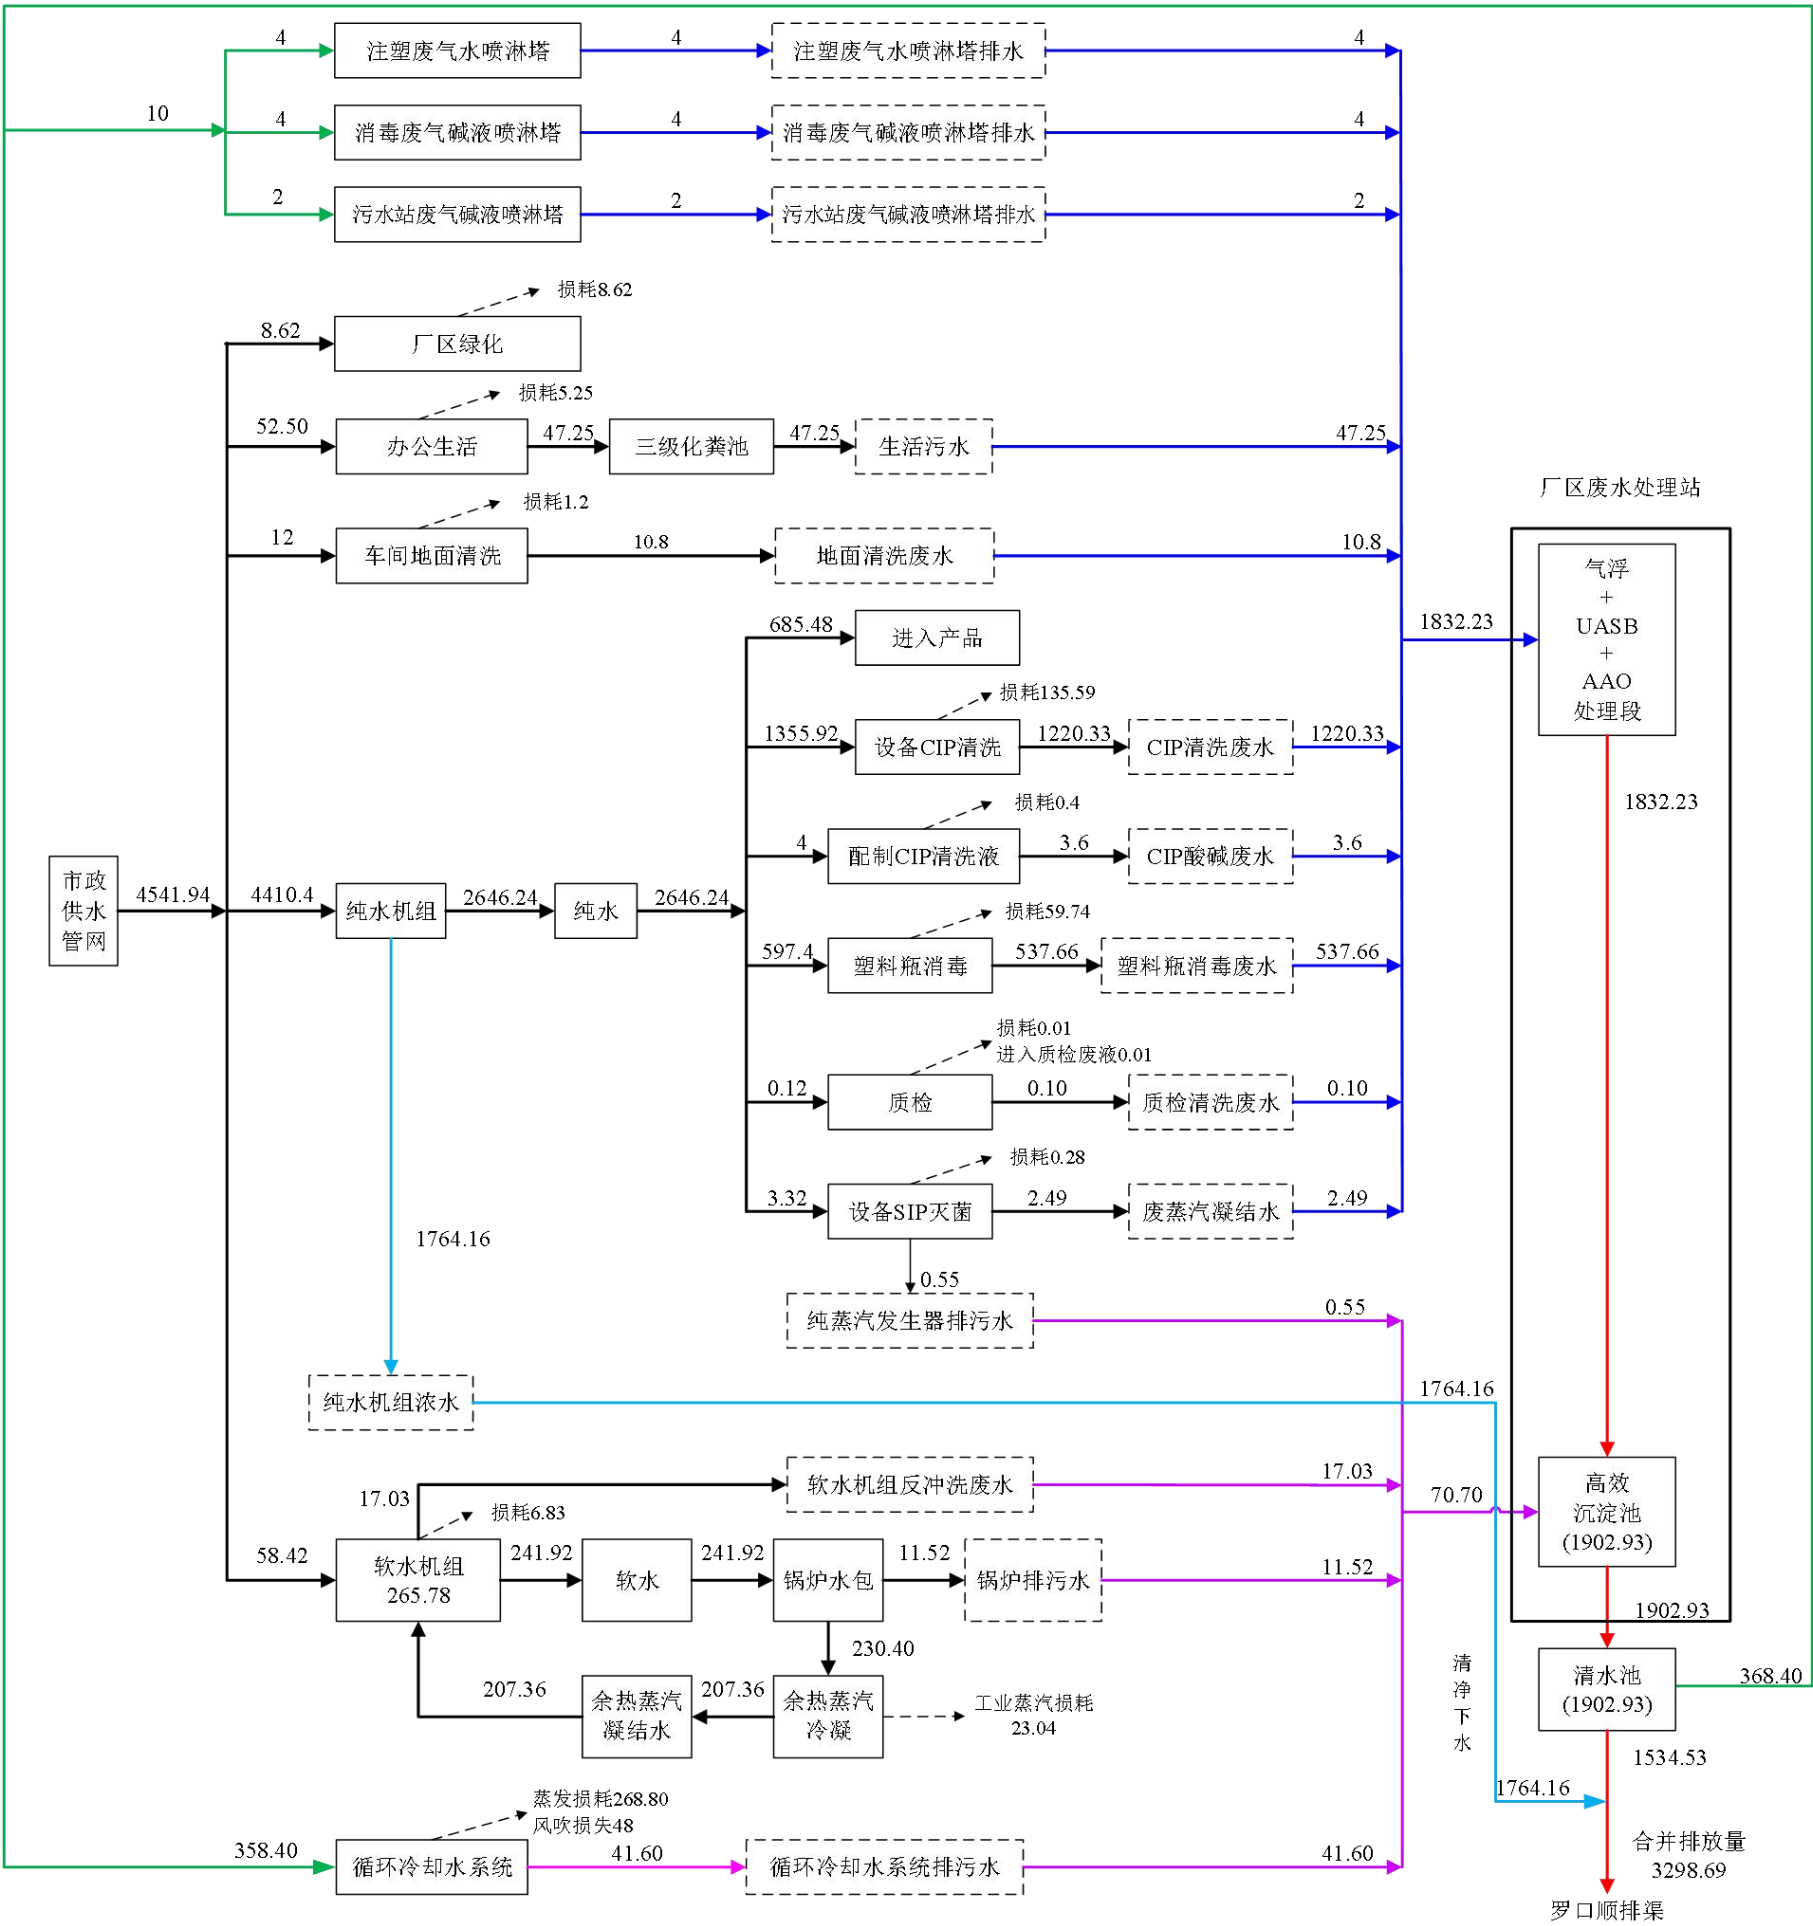 4
注塑废气水喷淋塔
4
注塑废气水喷淋塔排水
4
10
4
消毒废气碱液喷淋塔
4
消毒废气碱液喷淋塔排水
4
2
污水站废气碱液喷淋塔
2
污水站废气碱液喷淋塔排水
2
损耗8.62
8.62
厂区绿化
损耗5.25
52.50
办公生活
47.25
三级化粪池
47.25
生活污水
47.25
厂区废水处理站
损耗1.2
12
车间地面清洗
10.8
地面清洗废水
10.8
气浮
+
UASB
+
AAO
处理段
685.48
进入产品
1832.23
损耗135.59
1355.92
设备CIP清洗
1220.33
CIP清洗废水
1220.33
1832.23
损耗0.4
4
配制CIP清洗液
3.6
CIP酸碱废水
3.6
市政
供水
管网
4541.94
4410.4
纯水机组
2646.24
纯水
2646.24
损耗59.74
597.4
塑料瓶消毒
537.66
塑料瓶消毒废水
537.66
损耗0.01
进入质检废液0.01
0.12
质检
0.10
质检清洗废水
0.10
损耗0.28
3.32
设备SIP灭菌
2.49
废蒸汽凝结水
2.49
1764.16
0.55
纯蒸汽发生器排污水
0.55
纯水机组浓水
1764.16
17.03
软水机组反冲洗废水
17.03
70.70
高效
沉淀池
(1902.93)
损耗6.83
58.42
软水机组
265.78
241.92
软水
241.92
锅炉水包
11.52
锅炉排污水
11.52
1902.93
230.40
207.36
余热蒸汽
凝结水
207.36
余热蒸汽
冷凝
工业蒸汽损耗
23.04
清
净
下
水
清水池
(1902.93)
368.40
1534.53
1764.16
蒸发损耗268.80
风吹损失48
358.40
循环冷却水系统
41.60
循环冷却水系统排污水
41.60
合并排放量
3298.69
罗口顺排渠